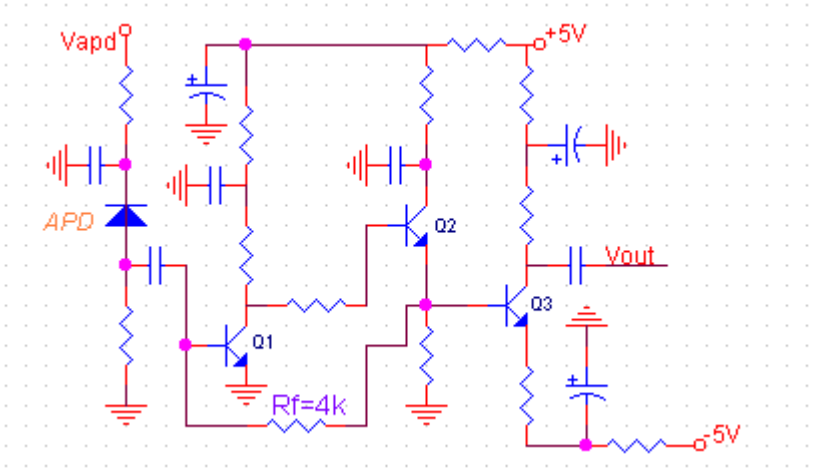 Vapd
+5V
APD
Q2
Vout
Q3
Q1
Rf=4k
-5V